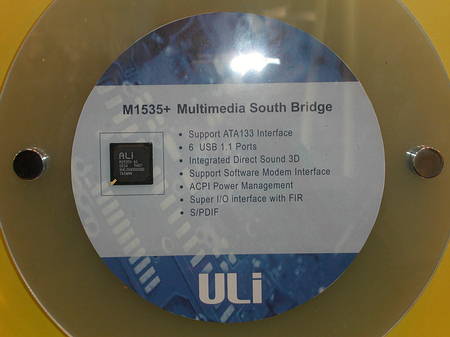 M1535+ Multimedia South Bridge
• Support ATA133 Interface
• 6 USB 1.1 Ports
• Integrated Direct Sound 3D
• Support Software Modem Interface
• ACPI Power Management
• Super I/O interface with FIR
• S/PDIF
ALi
TAIWAN
ULi